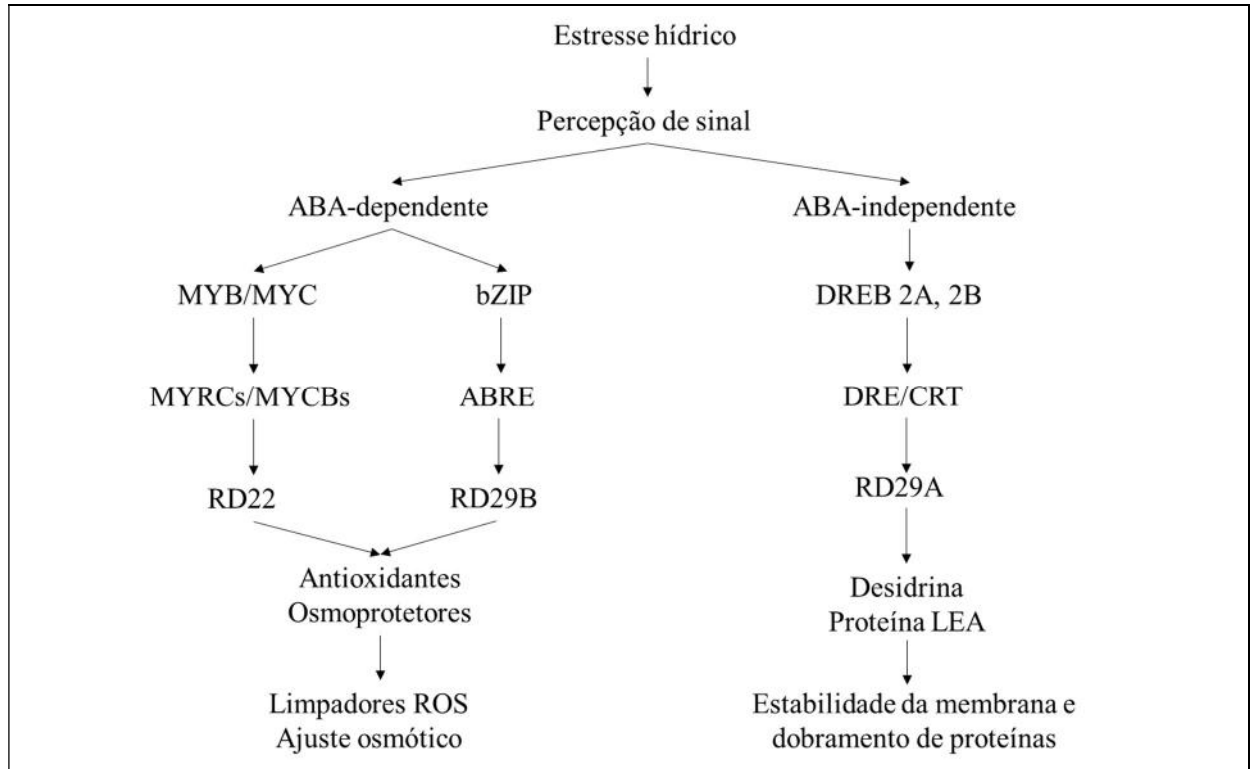 Estresse hídrico
Percepção de sinal
ABA-dependente
ABA-independente
MYB/MYC
bZIP
DREB 2A, 2B
MYRCs/MYCBs
ABRE
DRE/CRT
RD22
RD29B
RD29A
Antioxidantes
Osmoprotetores
Desidrina
Proteína LEA
Limpadores ROS
Ajuste osmótico
Estabilidade da membrana e
dobramento de proteínas